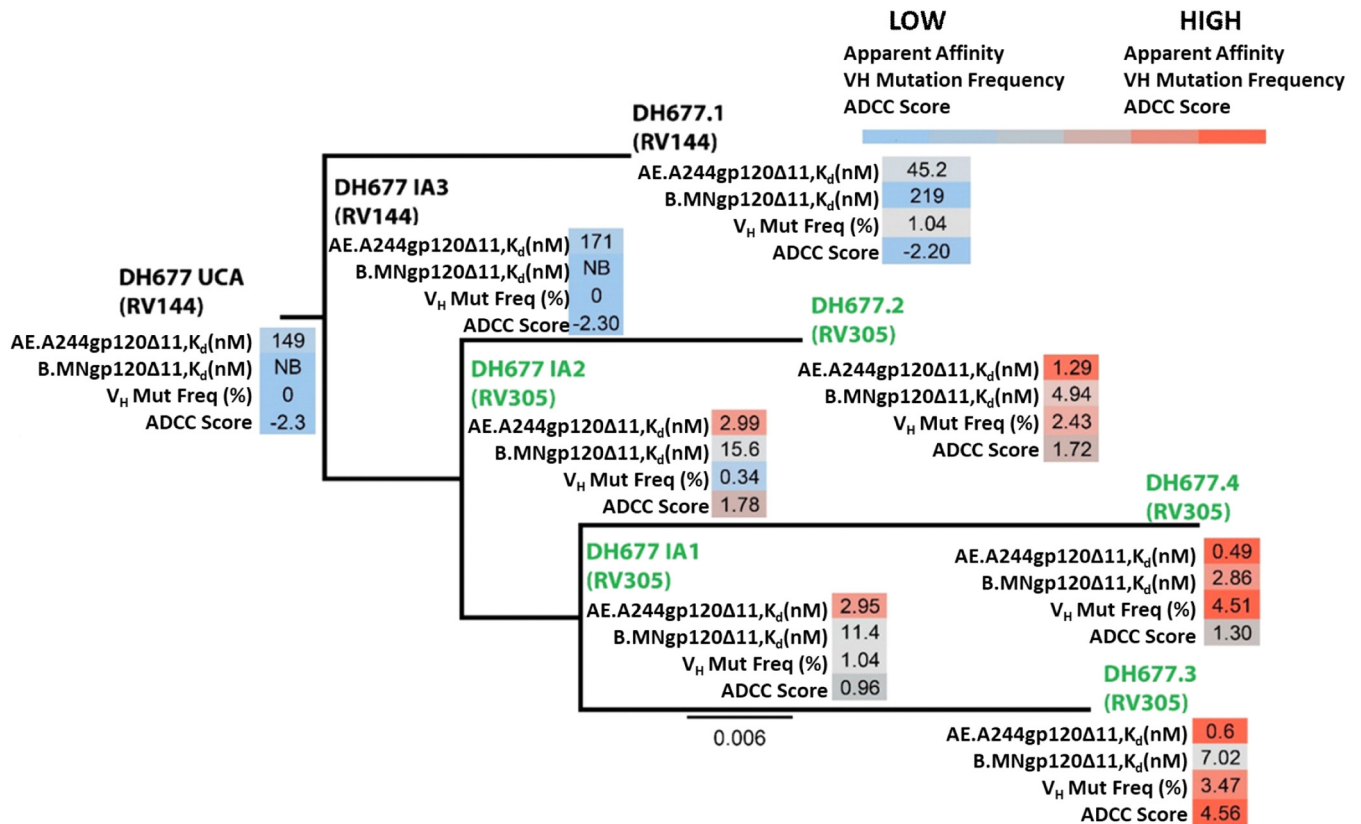 LOW
Apparent Affinity
VH Mutation Frequency
ADCC Score
HIGH
Apparent Affinity
VH Mutation Frequency
ADCC Score
DH677.1
(RV144)
AE.A244gp120Δ11,Kd(nM) 45.2
B.MNgp120Δ11,Kd(nM) 219
VH Mut Freq (%) 1.04
ADCC Score -2.20
DH677 IA3
(RV144)
AE.A244gp120Δ11,Kd(nM) 171
B.MNgp120Δ11,Kd(nM) NB
VH Mut Freq (%) 0
ADCC Score -2.30
DH677 UCA
(RV144)
AE.A244gp120Δ11,Kd(nM) 149
B.MNgp120Δ11,Kd(nM) NB
VH Mut Freq (%) 0
ADCC Score -2.3
DH677.2
(RV305)
AE.A244gp120Δ11,Kd(nM) 1.29
B.MNgp120Δ11,Kd(nM) 4.94
VH Mut Freq (%) 2.43
ADCC Score 1.72
DH677 IA2
(RV305)
AE.A244gp120Δ11,Kd(nM) 2.99
B.MNgp120Δ11,Kd(nM) 15.6
VH Mut Freq (%) 0.34
ADCC Score 1.78
DH677.4
(RV305)
AE.A244gp120Δ11,Kd(nM) 0.49
B.MNgp120Δ11,Kd(nM) 2.86
VH Mut Freq (%) 4.51
ADCC Score 1.30
DH677 IA1
(RV305)
AE.A244gp120Δ11,Kd(nM) 2.95
B.MNgp120Δ11,Kd(nM) 11.4
VH Mut Freq (%) 1.04
ADCC Score 0.96
DH677.3
(RV305)
AE.A244gp120Δ11,Kd(nM) 0.6
B.MNgp120Δ11,Kd(nM) 7.02
VH Mut Freq (%) 3.47
ADCC Score 4.56
0.006